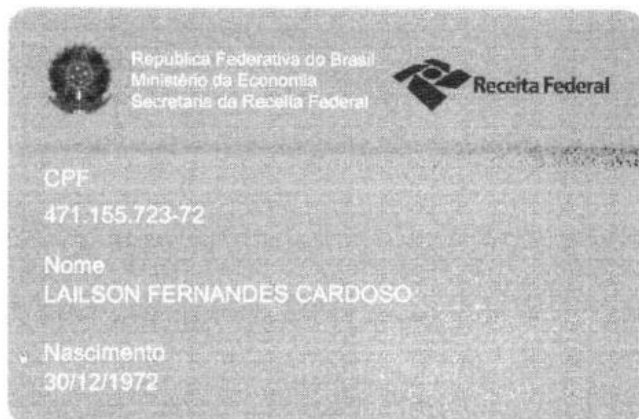 República Federativa do Brasil
Ministério da Economia
Secretaria da Receita Federal
Receita Federal
CPF
471.155.723-72
Nome
LAILSON FERNANDES CARDOSO
Nascimento
30/12/1972